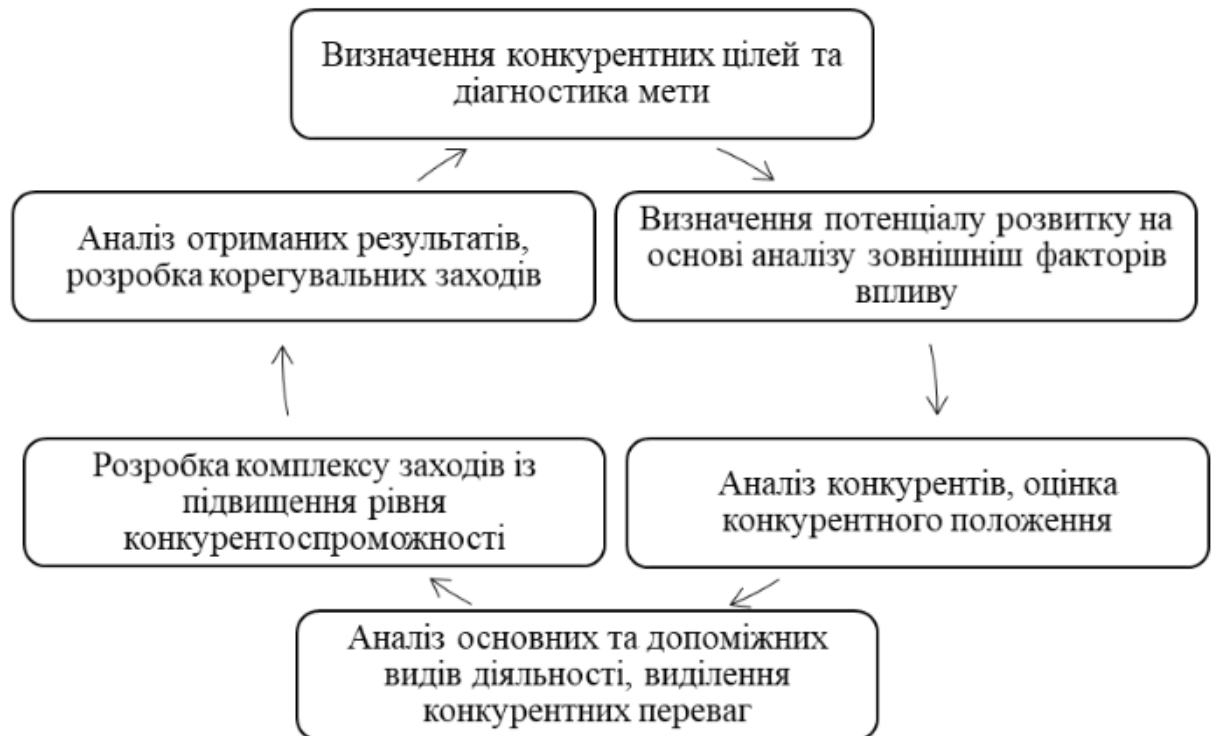 Визначення конкурентних цілей та
діагностика мети
Визначення потенціалу розвитку на
основі аналізу зовнішніш факторів
впливу
Аналіз конкурентів, оцінка
конкурентного положення
Аналіз основних та допоміжних
видів діяльності, виділення
конкурентних переваг
Розробка комплексу заходів із
підвищення рівня
конкурентоспроможності
Аналіз отриманих результатів,
розробка корегувальних заходів